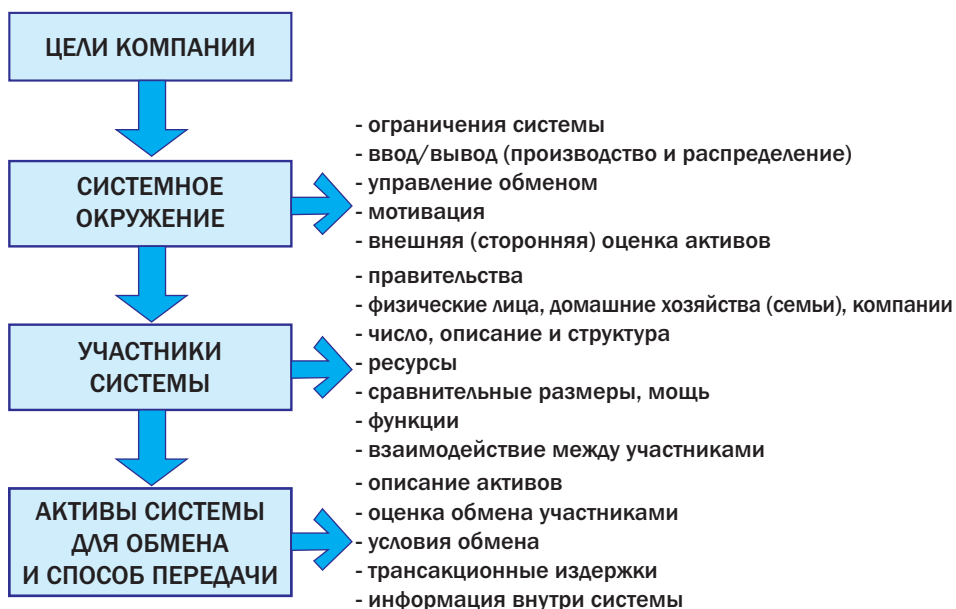 ЦЕЛИ КОМПАНИИ
СИСТЕМНОЕ
ОКРУЖЕНИЕ
- ограничения системы
- ввод/вывод (производство и распределение)
- управление обменом
- мотивация
- внешняя (сторонняя) оценка активов
УЧАСТНИКИ
СИСТЕМЫ
- правительства
- физические лица, домашние хозяйства (семьи), компании
- число, описание и структура
- ресурсы
- сравнительные размеры, мощь
- функции
- взаимодействие между участниками
АКТИВЫ СИСТЕМЫ
ДЛЯ ОБМЕНА
И СПОСОБ ПЕРЕДАЧИ
- описание активов
- оценка обмена участниками
- условия обмена
- трансакционные издержки
- информация внутри системы